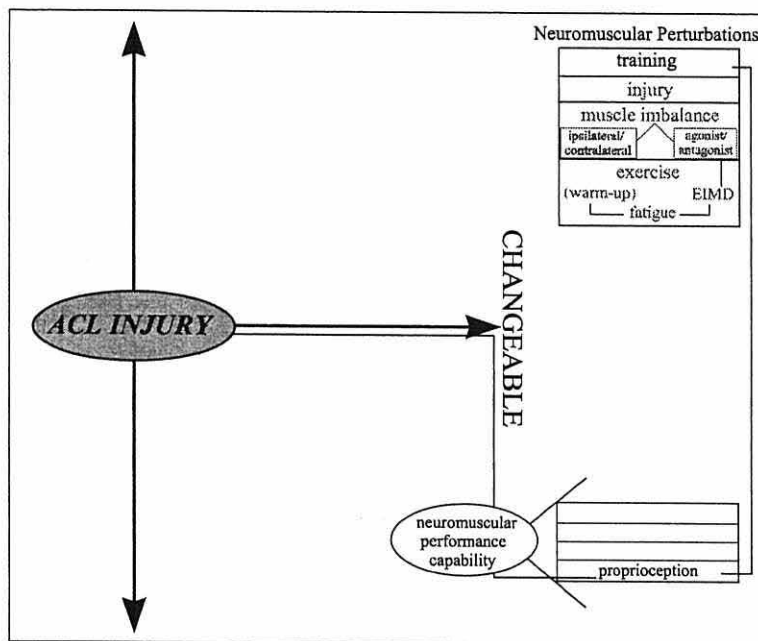 Neuromuscular Perturbations
training
injury
muscle imbalance
ipsilateral/
contralateral
agonist/
antagonist
exercise
(warm-up) EIMD
fatigue
ACL INJURY
CHANGEABLE
neuromuscular
performance
capability
proprioception